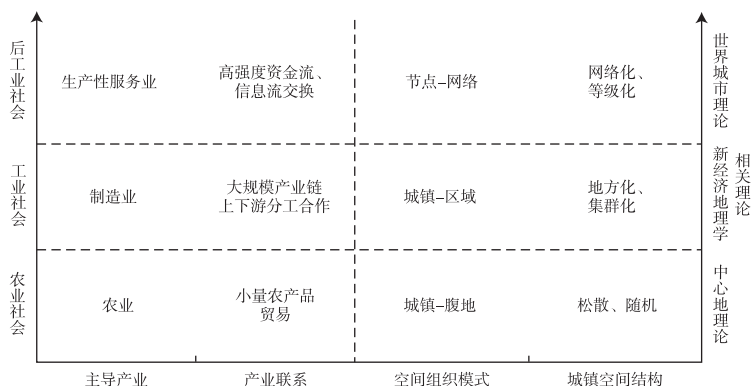 后工业社会
生产性服务业
高强度资金流、
信息流交换
节点–网络
网络化、
等级化
世界城市理论
工业社会
制造业
大规模产业链
上下游分工合作
城镇–区域
地方化、
集群化
新经济地理学
相关理论
农业社会
农业
小量农产品
贸易
城镇–腹地
松散、随机
中心地理论
主导产业
产业联系
空间组织模式
城镇空间结构